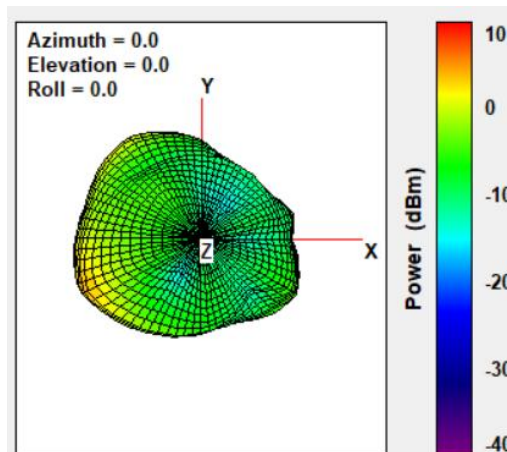 Azimuth = 0.0
Elevation = 0.0
Roll = 0.0
Y
X
Z
Power (dBm)
10
0
-10
-20
-30
-40